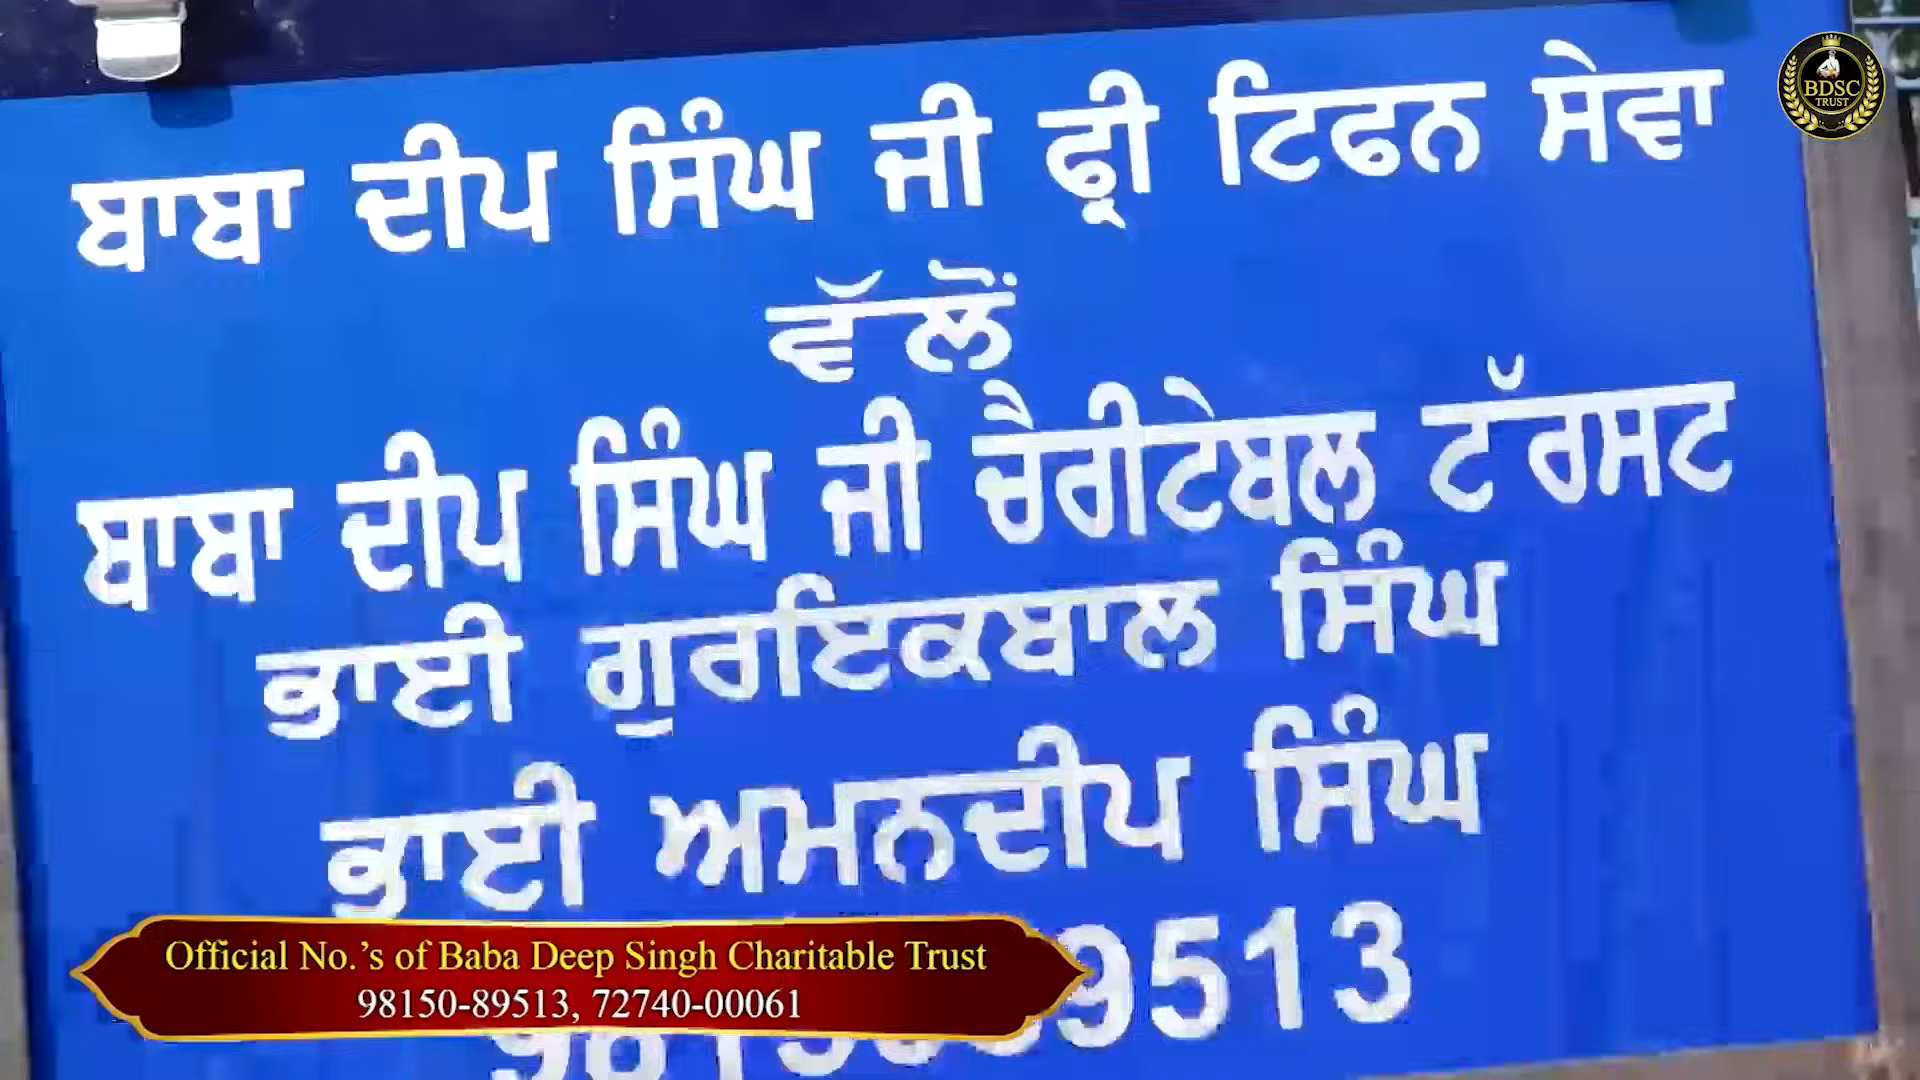 ਬਾਬਾ ਦੀਪ ਸਿੰਘ ਜੀ ਫ੍ਰੀ ਟਿਫਨ ਸੇਵਾ
ਵੱਲੋਂ
ਬਾਬਾ ਦੀਪ ਸਿੰਘ ਜੀ ਚੈਰੀਟੇਬਲ ਟੱਰਸਟ
ਭਾਈ ਗੁਰਇਕਬਾਲ ਸਿੰਘ
ਭਾਈ ਅਮਨਦੀਪ ਸਿੰਘ
9513
Official No.'s of Baba Deep Singh Charitable Trust
98150-89513, 72740-00061
BDSC
TRUST